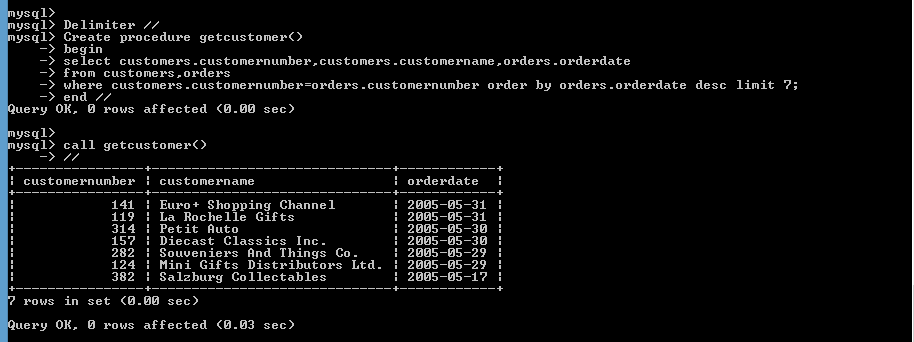 mysql>
mysql> Delimiter //
mysql> Create procedure getcustomer()
    -> begin
    -> select customers.customernumber,customers.customername,orders.orderdate
    -> from customers,orders
    -> where customers.customernumber=orders.customernumber order by orders.orderdate desc limit 7;
    -> end //
Query OK, 0 rows affected (0.00 sec)
mysql>
mysql> call getcustomer()
    -> //
+----------------+------------------------------+------------+
| customernumber | customername                 | orderdate  |
+----------------+------------------------------+------------+
|            141 | Euro+ Shopping Channel       | 2005-05-31 |
|            119 | La Rochelle Gifts            | 2005-05-31 |
|            314 | Petit Auto                   | 2005-05-30 |
|            157 | Diecast Classics Inc.        | 2005-05-30 |
|            282 | Souveniers And Things Co.    | 2005-05-29 |
|            124 | Mini Gifts Distributors Ltd. | 2005-05-29 |
|            382 | Salzburg Collectables        | 2005-05-17 |
+----------------+------------------------------+------------+
7 rows in set (0.00 sec)
Query OK, 0 rows affected (0.03 sec)